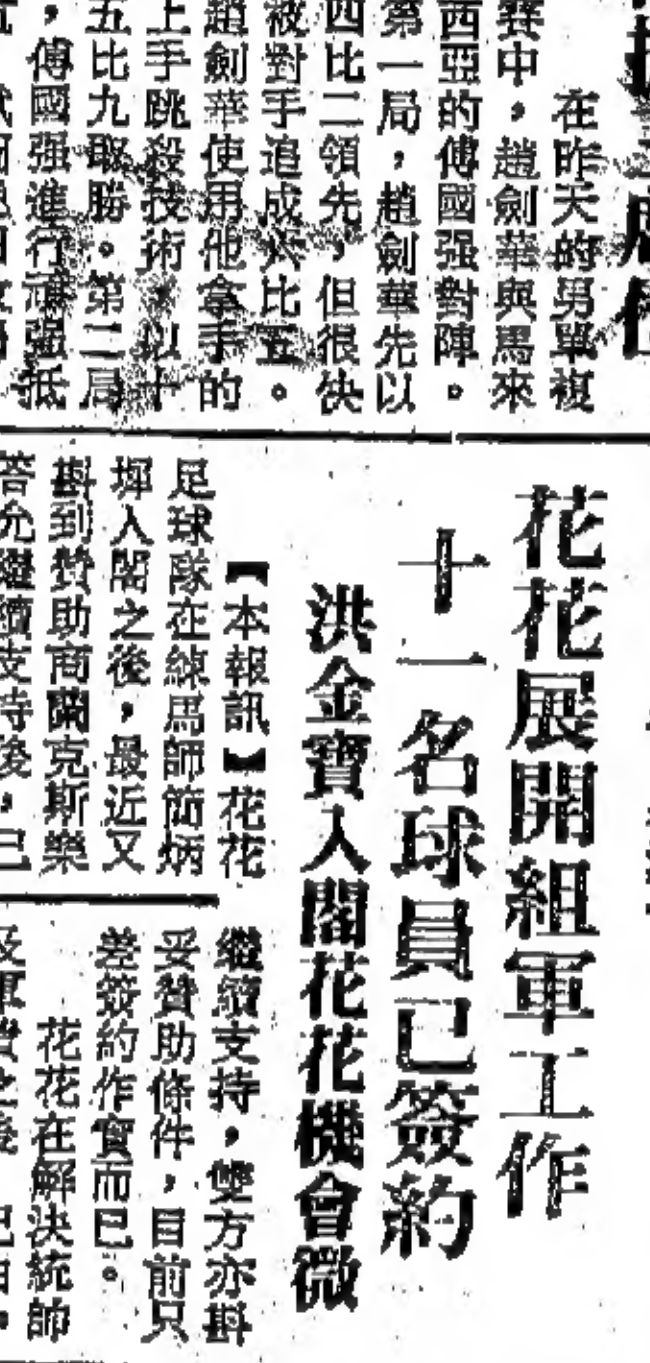 在昨天的男單複
賽中，趙劍華與馬來
西亞的傅國强對陣。
第一局，趙劍華先以
四比二領先，但很快
被對手追成六比五。
趙劍華使用他拿手的
上手跳殺技術，以十
五比九取勝。第二局
，傅國强進行頑强抵
花花展開組軍工作
十一名球員已簽約
洪金寶入閣花花機會微
【本報訊】花花
足球隊在練馬師簡炳
墀入閣之後，最近又
斟到贊助商蘭克斯樂
答允繼續支持後，已
繼續支持，雙方亦斟
妥贊助條件，目前只
差簽約作實而已。
花花在解決統帥